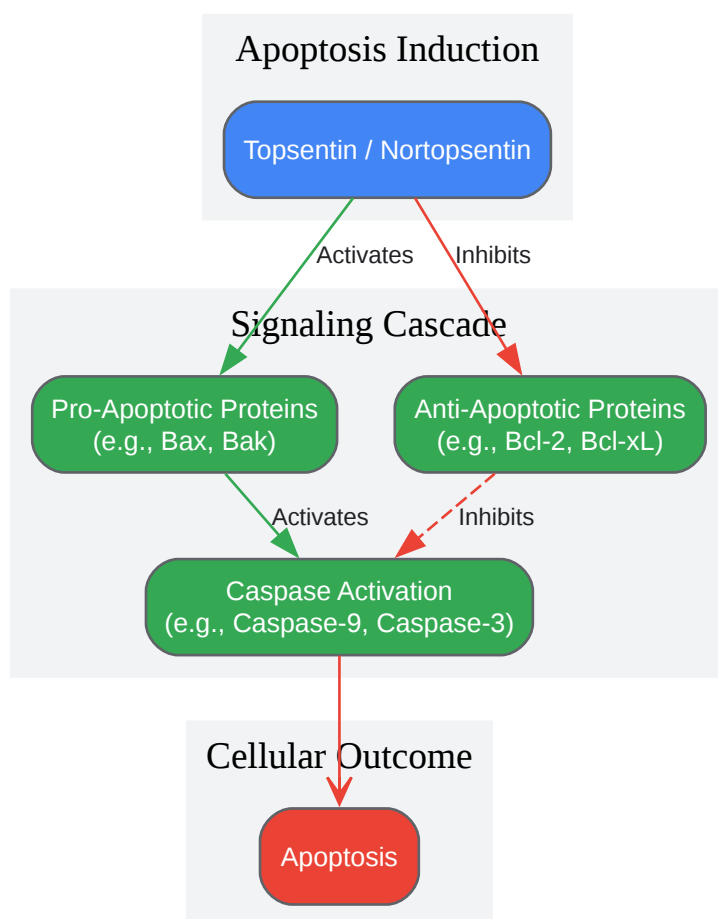 Apoptosis Induction
Topsentin / Nortopsentin
Activates
Inhibits
Signaling Cascade
Pro-Apoptotic Proteins
(e.g., Bax, Bak)
Anti-Apoptotic Proteins
(e.g., Bcl-2, Bcl-xL)
Activates
Inhibits
Caspase Activation
(e.g., Caspase-9, Caspase-3)
Cellular Outcome
Apoptosis